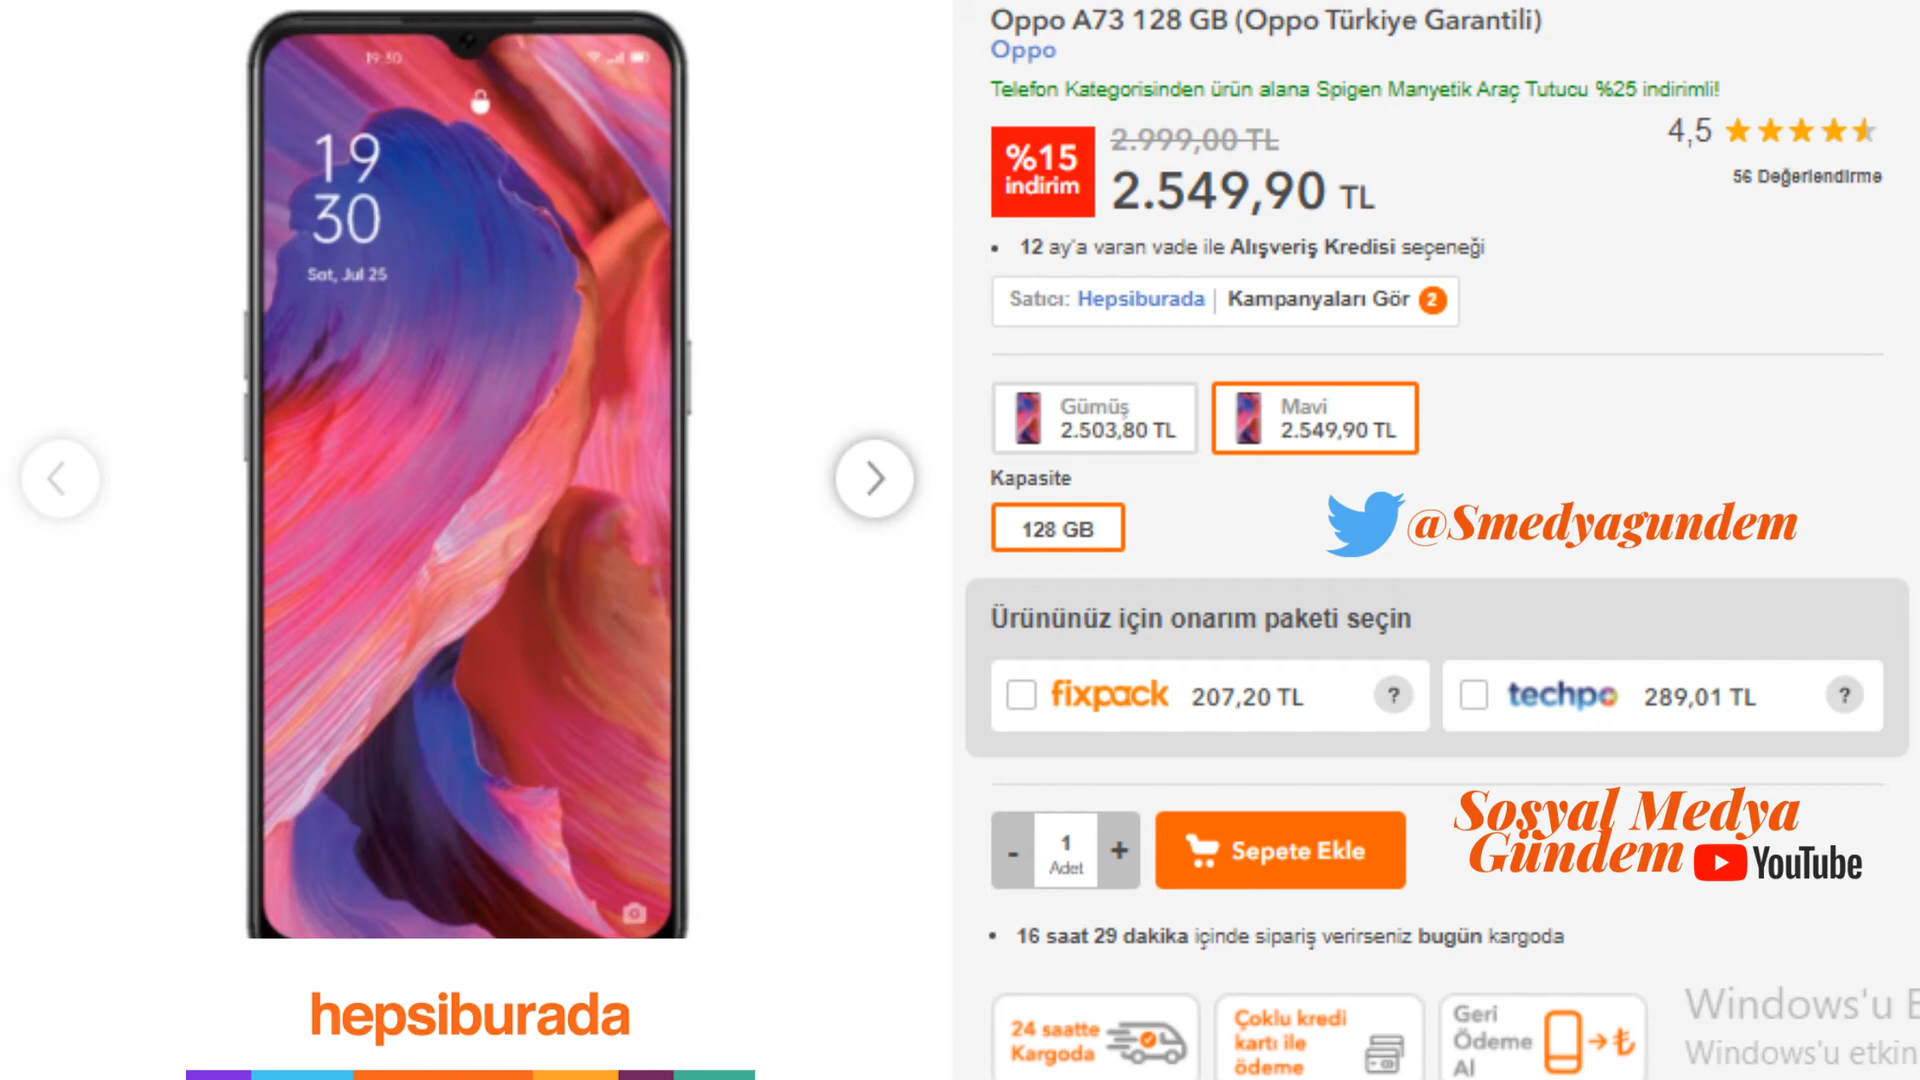 19:30
19
30
Sat, Jul 25
hepsiburada
Oppo A73 128 GB (Oppo Türkiye Garantili)
Oppo
Telefon Kategorisinden ürün alana Spigen Manyetik Araç Tutucu %25 indirimli!
%15
indirim
2.999,00 TL
2.549,90 TL
4,5
56 Değerlendirme
12 ay'a varan vade ile Alışveriş Kredisi seçeneği
Satıcı: Hepsiburada | Kampanyaları Gör 2
Gümüş
2.503,80 TL
Mavi
2.549,90 TL
Kapasite
128 GB
@Smedyagundem
Ürününüz için onarım paketi seçin
fixpack 207,20 TL ?
techpo 289,01 TL ?
- 1 +
Adet
Sepete Ekle
Sosyal Medya
Gündem YouTube
16 saat 29 dakika içinde sipariş verirseniz bugün kargoda
24 saatte
Kargoda
Çoklu kredi
kartı ile
ödeme
Geri
Ödeme
Al
Windows'u E
Windows'u etkin